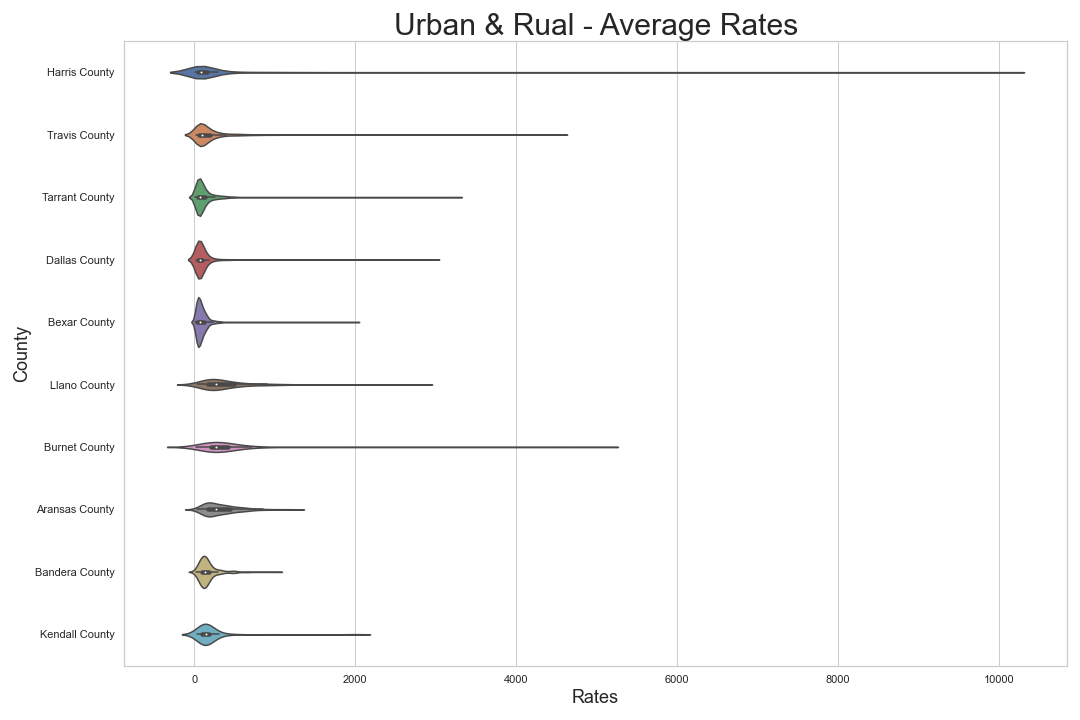 Urban & Rual - Average Rates
County
Harris County
Travis County
Tarrant County
Dallas County
Bexar County
Llano County
Burnet County
Aransas County
Bandera County
Kendall County
0 2000 4000 6000 8000 10000
Rates